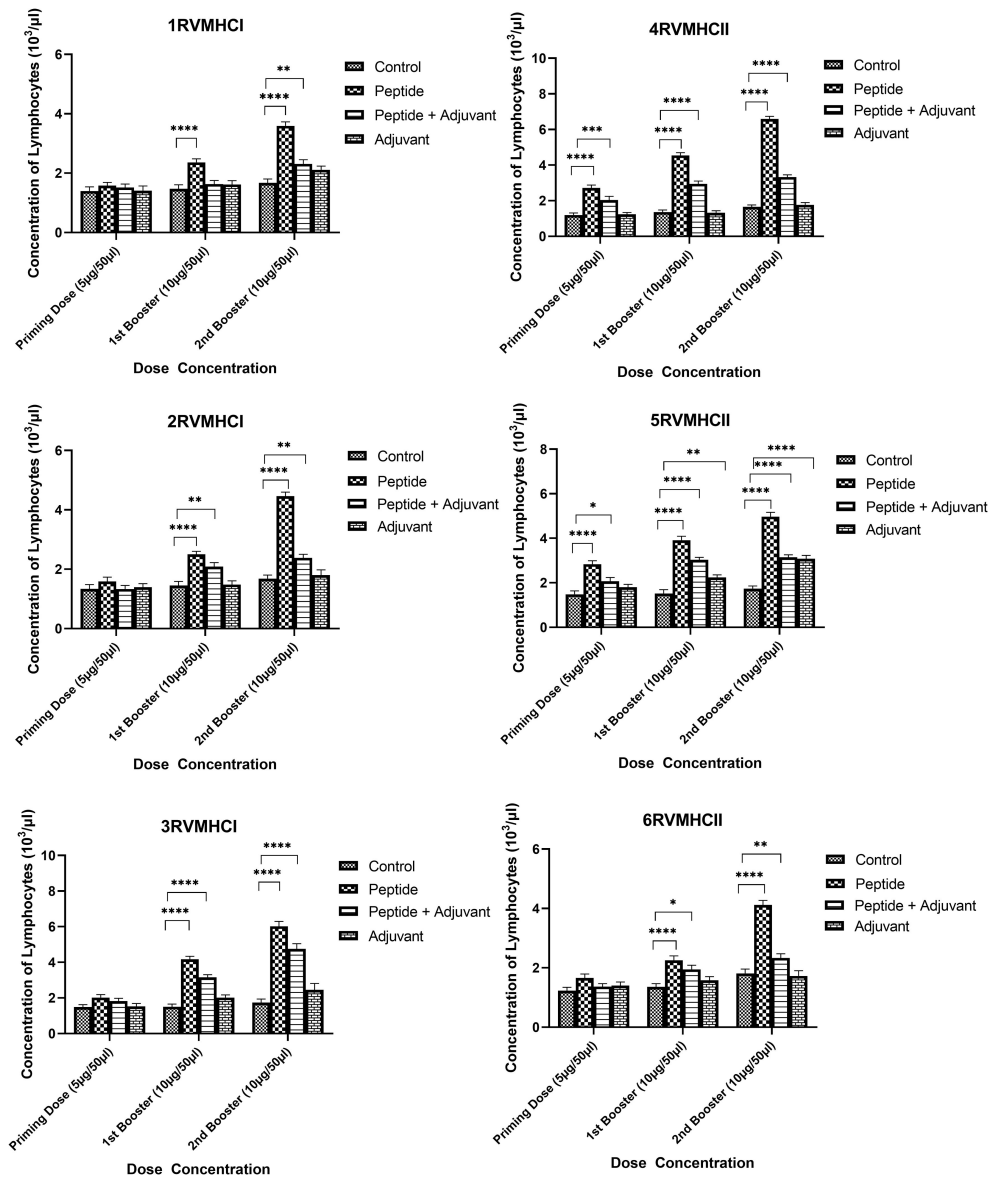 1RVMHCI
Concentration of Lymphocytes (10³/µl)
6
4
2
0
**
****
****
Control
Peptide
Peptide + Adjuvant
Adjuvant
Priming Dose (5µg/50µl)
1st Booster (10µg/50µl)
2nd Booster (10µg/50µl)
Dose Concentration
4RVMHCII
Concentration of Lymphocytes (10³/µl)
10
8
6
4
2
0
****
****
****
****
***
****
Control
Peptide
Peptide + Adjuvant
Adjuvant
Priming Dose (5µg/50µl)
1st Booster (10µg/50µl)
2nd Booster (10µg/50µl)
Dose Concentration
2RVMHCI
Concentration of Lymphocytes (10³/µl)
6
4
2
0
**
****
**
****
Control
Peptide
Peptide + Adjuvant
Adjuvant
Priming Dose (5µg/50µl)
1st Booster (10µg/50µl)
2nd Booster (10µg/50µl)
Dose Concentration
5RVMHCII
Concentration of Lymphocytes (10³/µl)
8
6
4
2
0
****
**
****
****
****
****
*
****
Control
Peptide
Peptide + Adjuvant
Adjuvant
Priming Dose (5µg/50µl)
1st Booster (10µg/50µl)
2nd Booster (10µg/50µl)
Dose Concentration
3RVMHCI
Concentration of Lymphocytes (10³/µl)
10
8
6
4
2
0
****
****
****
****
Control
Peptide
Peptide + Adjuvant
Adjuvant
Priming Dose (5µg/50µl)
1st Booster (10µg/50µl)
2nd Booster (10µg/50µl)
Dose Concentration
6RVMHCII
Concentration of Lymphocytes (10³/µl)
6
4
2
0
**
****
*
****
Control
Peptide
Peptide + Adjuvant
Adjuvant
Priming Dose (5µg/50µl)
1st Booster (10µg/50µl)
2nd Booster (10µg/50µl)
Dose Concentration